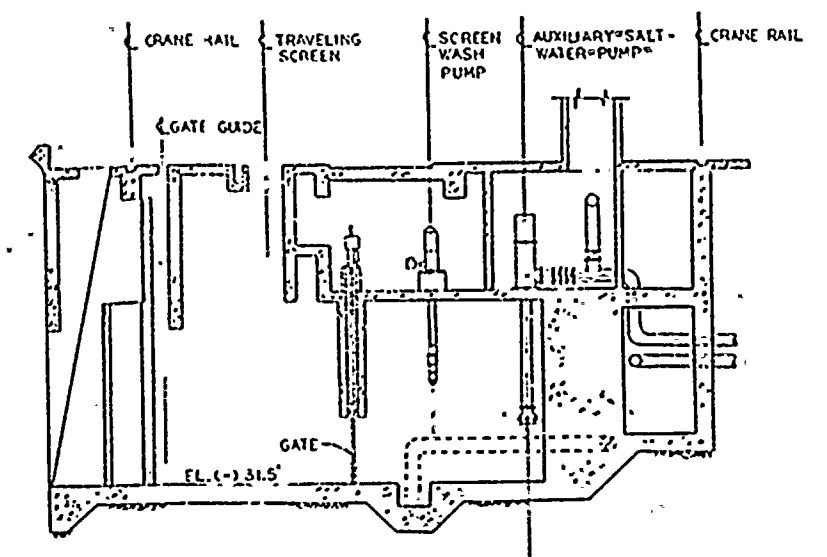 ℄ CRANE RAIL
℄ TRAVELING
SCREEN
℄ SCREEN
WASH
PUMP
℄ AUXILIARY SALT-
WATER PUMP
℄ CRANE RAIL
℄ GATE GUIDE
GATE
EL. (-) 31.5'